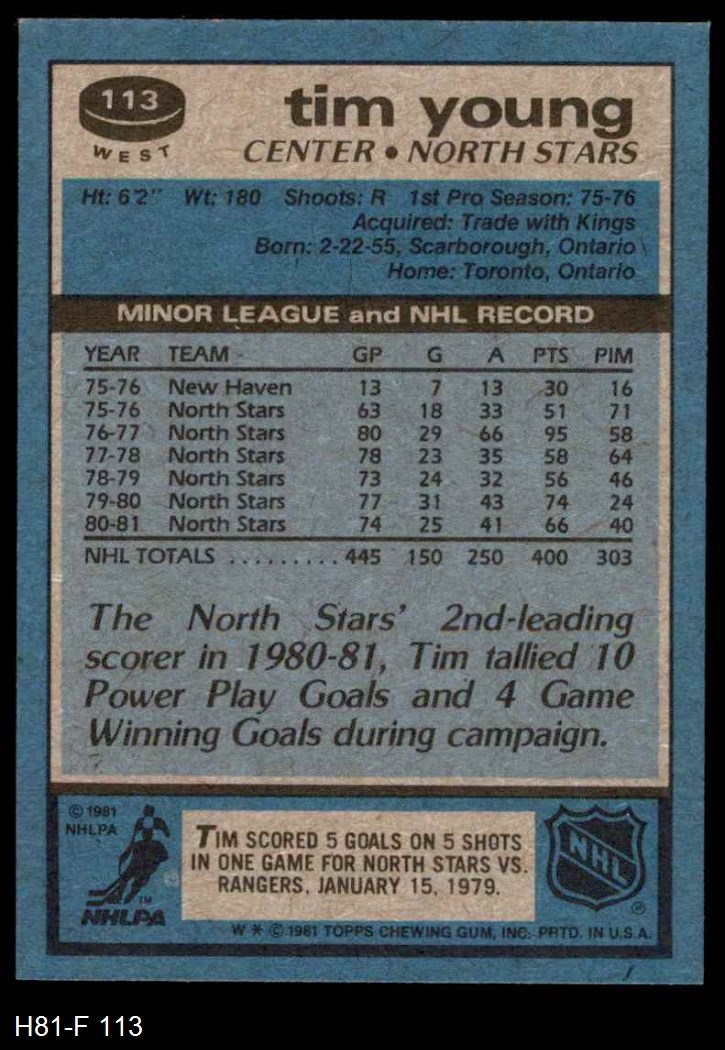 113
WEST
tim young
CENTER • NORTH STARS
Ht: 6'2" Wt: 180 Shoots: R 1st Pro Season: 75-76
Acquired: Trade with Kings
Born: 2-22-55, Scarborough, Ontario
Home: Toronto, Ontario
MINOR LEAGUE and NHL RECORD
YEAR TEAM GP G A PTS PIM
75-76 New Haven 13 7 13 30 16
75-76 North Stars 63 18 33 51 71
76-77 North Stars 80 29 66 95 58
77-78 North Stars 78 23 35 58 64
78-79 North Stars 73 24 32 56 46
79-80 North Stars 77 31 43 74 24
80-81 North Stars 74 25 41 66 40
NHL TOTALS ......... 445 150 250 400 303
The North Stars' 2nd-leading
scorer in 1980-81, Tim tallied 10
Power Play Goals and 4 Game
Winning Goals during campaign.
© 1981
NHLPA
TM
NHLPA
TIM SCORED 5 GOALS ON 5 SHOTS
IN ONE GAME FOR NORTH STARS VS.
RANGERS, JANUARY 15, 1979.
NHL
®
W * © 1981 TOPPS CHEWING GUM, INC. PRTD. IN U.S.A.
H81-F 113